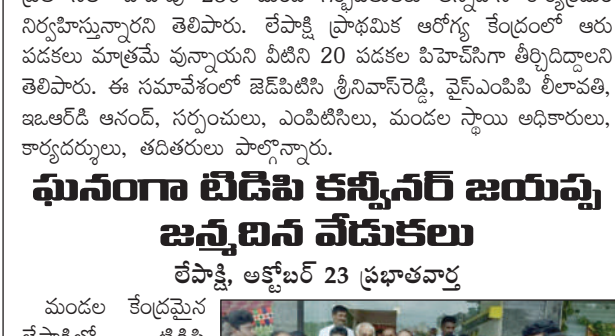 నిర్వహిస్తున్నారని తెలిపారు. లేపాక్షి ప్రాథమిక ఆరోగ్య కేంద్రంలో ఆరు
పడకలు మాత్రమే వున్నాయని వీటిని 20 పడకల పిహెచ్‌సిగా తీర్చిదిద్దాలని
తెలిపారు. ఈ సమావేశంలో జెడ్‌పిటిసి శ్రీనివాస్‌రెడ్డి, వైస్‌ఎంపిపి లీలావతి,
ఇఒఆర్‌డి ఆనంద్, సర్పంచులు, ఎంపిటిసిలు, మండల స్థాయి అధికారులు,
కార్యదర్శులు, తదితరులు పాల్గొన్నారు.
ఘనంగా టిడిపి కన్వీనర్ జయప్ప
జన్మదిన వేడుకలు
లేపాక్షి, అక్టోబర్ 23 ప్రభాతవార్త
మండల కేంద్రమైన